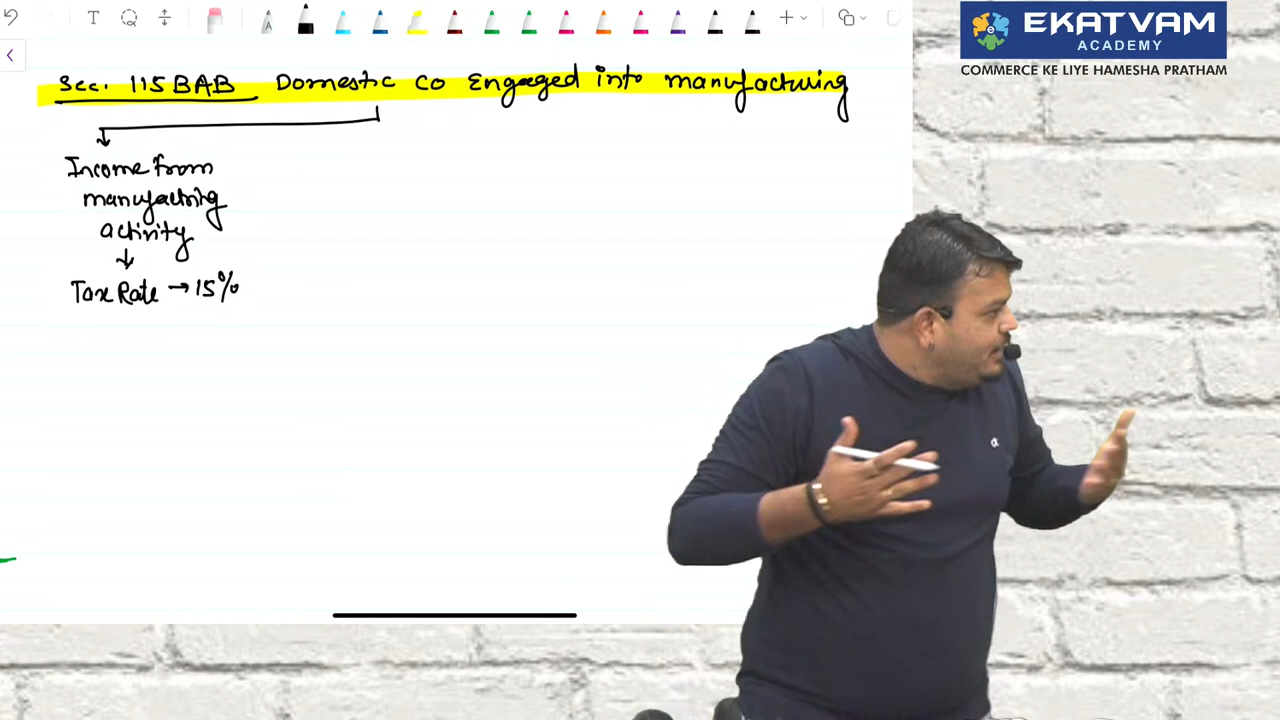 EKATVAM
ACADEMY
COMMERCE KE LIYE HAMESHA PRATHAM
Sec. 115BAB Domestic Co Engaged into manufacturing
Income from
manufacturing
activity
↓
Tax Rate → 15%